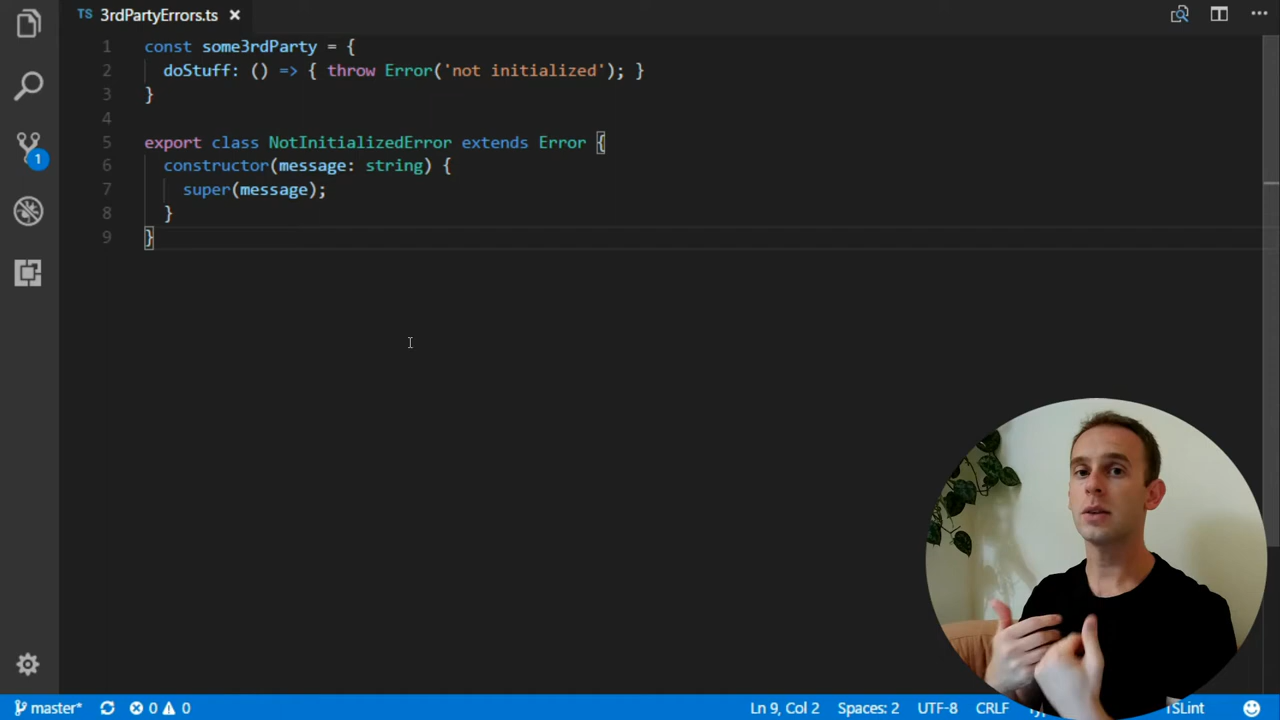 TS 3rdPartyErrors.ts
1 const some3rdParty = {
2 doStuff: () => { throw Error('not initialized'); }
3 }
4
5 export class NotInitializedError extends Error {
6 constructor(message: string) {
7 super(message);
8 }
9 }
1
master* 0 0 Ln 9, Col 2 Spaces: 2 UTF-8 CRLF TSLint